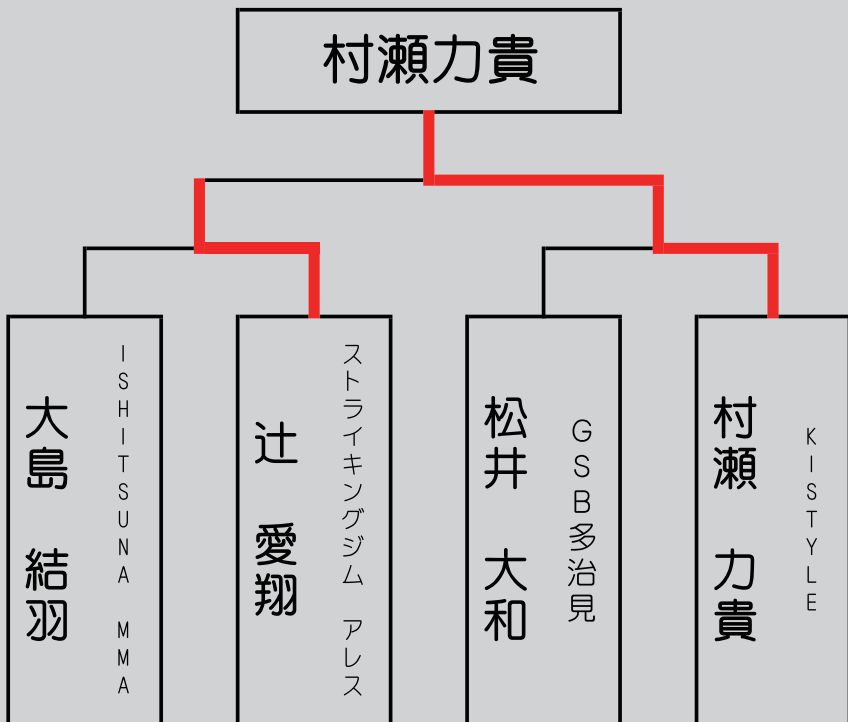 村瀬力貴
大島 結羽
ISHITSUNA MMA
辻 愛翔
ストライキングジム アレス
松井 大和
GSB多治見
村瀬 力貴
KISTYLE